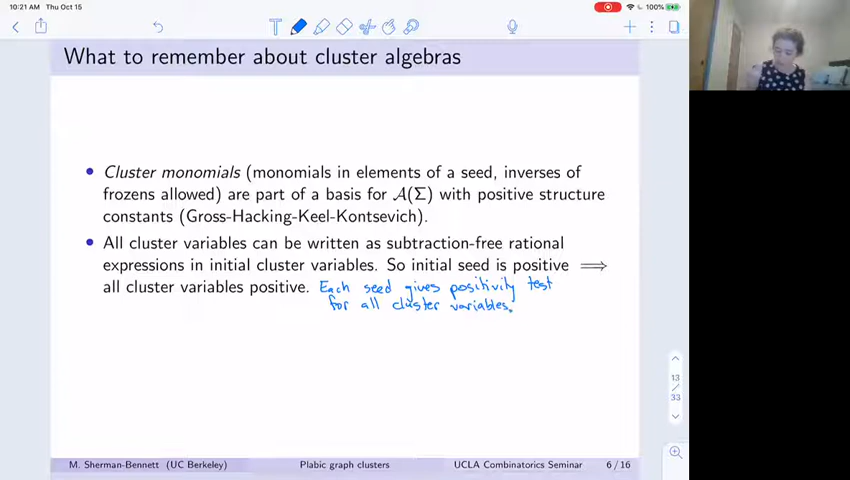 10:21 AM Thu Oct 15
100%
What to remember about cluster algebras
• Cluster monomials (monomials in elements of a seed, inverses of
frozens allowed) are part of a basis for A(Σ) with positive structure
constants (Gross-Hacking-Keel-Kontsevich).
• All cluster variables can be written as subtraction-free rational
expressions in initial cluster variables. So initial seed is positive ⟹
all cluster variables positive. Each seed gives positivity test
for all cluster variables.
13
/
33
M. Sherman-Bennett (UC Berkeley) Plabic graph clusters UCLA Combinatorics Seminar 6 / 16